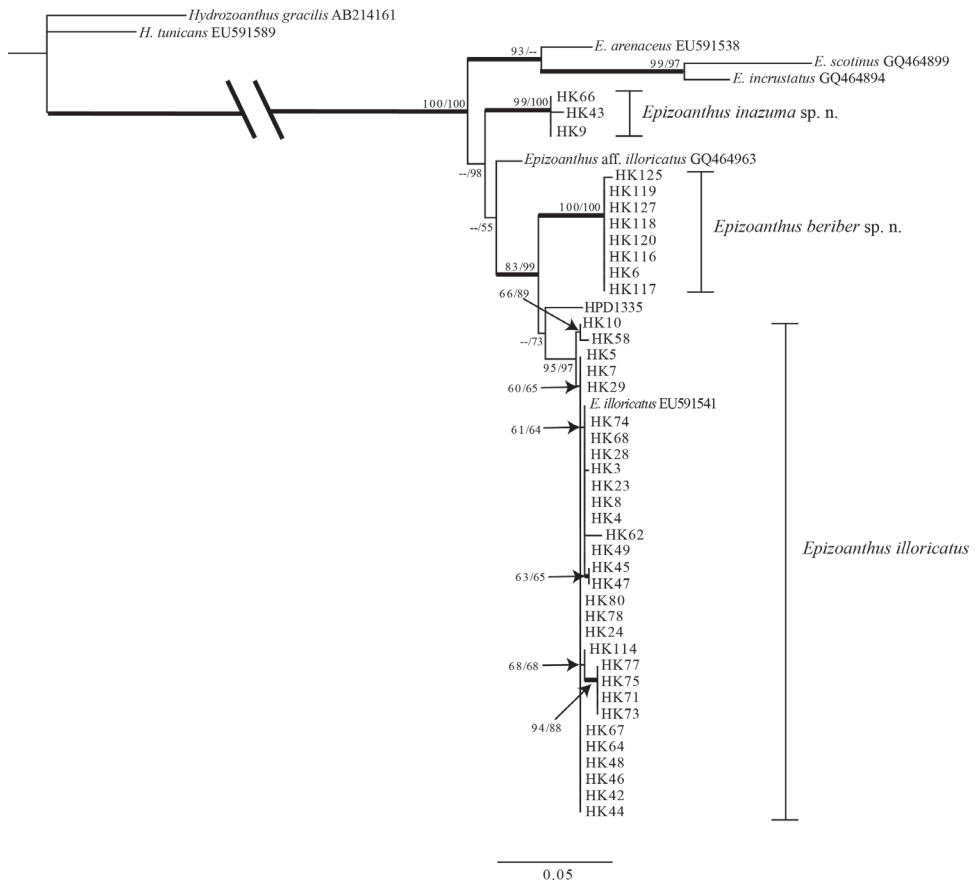 Hydrozoanthus gracilis AB214161
H. tunicans EU591589
93/--
E. arenaceus EU591538
99/97
E. scotinus GQ464899
E. incrustatus GQ464894
100/100
99/100
HK66
HK43
HK9
Epizoanthus inazuma sp. n.
--/98
Epizoanthus aff. illoricatus GQ464963
--/55
HK125
HK119
HK127
100/100
HK118
HK120
HK116
HK6
HK117
Epizoanthus beriber sp. n.
83/99
66/89
HPD1335
HK10
HK58
--/73
HK5
95/97
HK7
60/65
HK29
E. illoricatus EU591541
HK74
61/64
HK68
HK28
HK3
HK23
HK8
HK4
HK62
HK49
Epizoanthus illoricatus
HK45
63/65
HK47
HK80
HK78
HK24
HK114
68/68
HK77
HK75
HK71
HK73
94/88
HK67
HK64
HK48
HK46
HK42
HK44
0.05